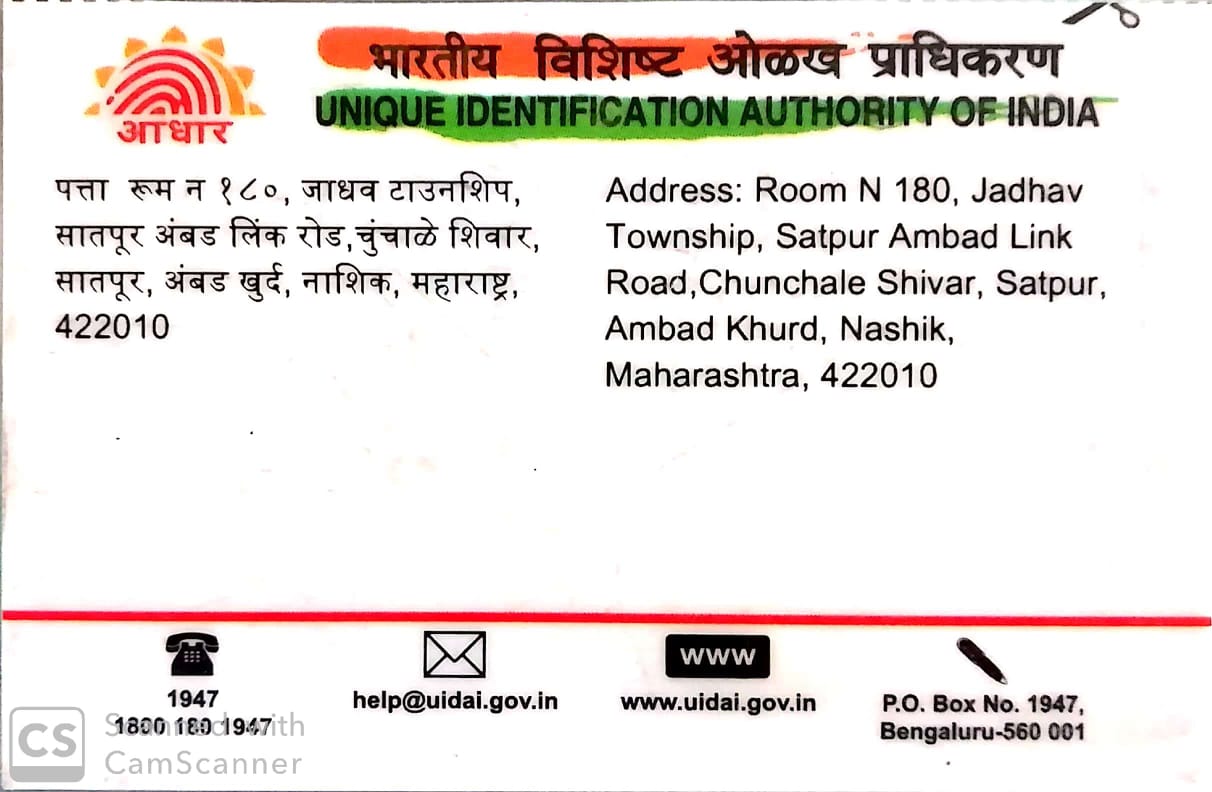 आधार
भारतीय विशिष्ट ओळख प्राधिकरण
UNIQUE IDENTIFICATION AUTHORITY OF INDIA
पत्ता रूम न १८०, जाधव टाउनशिप,
सातपूर अंबड लिंक रोड,चुंचाळे शिवार,
सातपूर, अंबड खुर्द, नाशिक, महाराष्ट्र,
422010
Address: Room N 180, Jadhav
Township, Satpur Ambad Link
Road,Chunchale Shivar, Satpur,
Ambad Khurd, Nashik,
Maharashtra, 422010
1947
1800 180 1947
help@uidai.gov.in
www
www.uidai.gov.in
P.O. Box No. 1947,
Bengaluru-560 001
CS
Scanned with
CamScanner